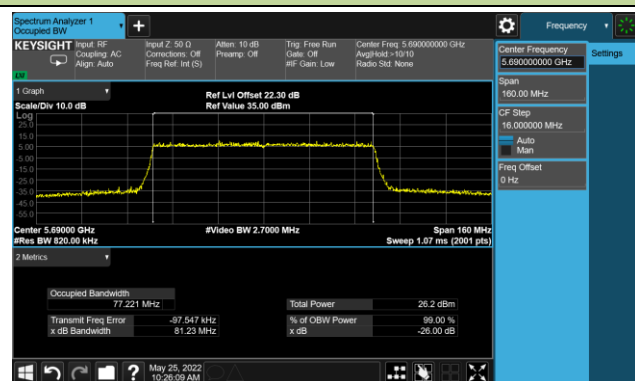 Spectrum Analyzer 1
Occupied BW
Frequency
KEYSIGHT
Input: RF
Coupling: AC
Align: Auto
Input Z: 50 Ω
Corrections: Off
Freq Ref: Int (S)
Atten: 10 dB
Preamp: Off
Trig: Free Run
Gate: Off
#IF Gain: Low
Center Freq: 5.690000000 GHz
Avg|Hold:>10/10
Radio Std: None
Center Frequency
5.690000000 GHz
Settings
Span
160.00 MHz
CF Step
16.000000 MHz
Auto
Man
Freq Offset
0 Hz
1 Graph
Scale/Div 10.0 dB
Ref Lvl Offset 22.30 dB
Ref Value 35.00 dBm
Log
25.0
15.0
5.00
-5.00
-15.0
-25.0
-35.0
-45.0
-55.0
Center 5.69000 GHz
#Res BW 820.00 kHz
#Video BW 2.7000 MHz
Span 160 MHz
Sweep 1.07 ms (2001 pts)
2 Metrics
Occupied Bandwidth
77.221 MHz
Total Power 26.2 dBm
Transmit Freq Error -97.547 kHz
% of OBW Power 99.00 %
x dB Bandwidth 81.23 MHz
x dB -26.00 dB
May 25, 2022
10:26:09 AM